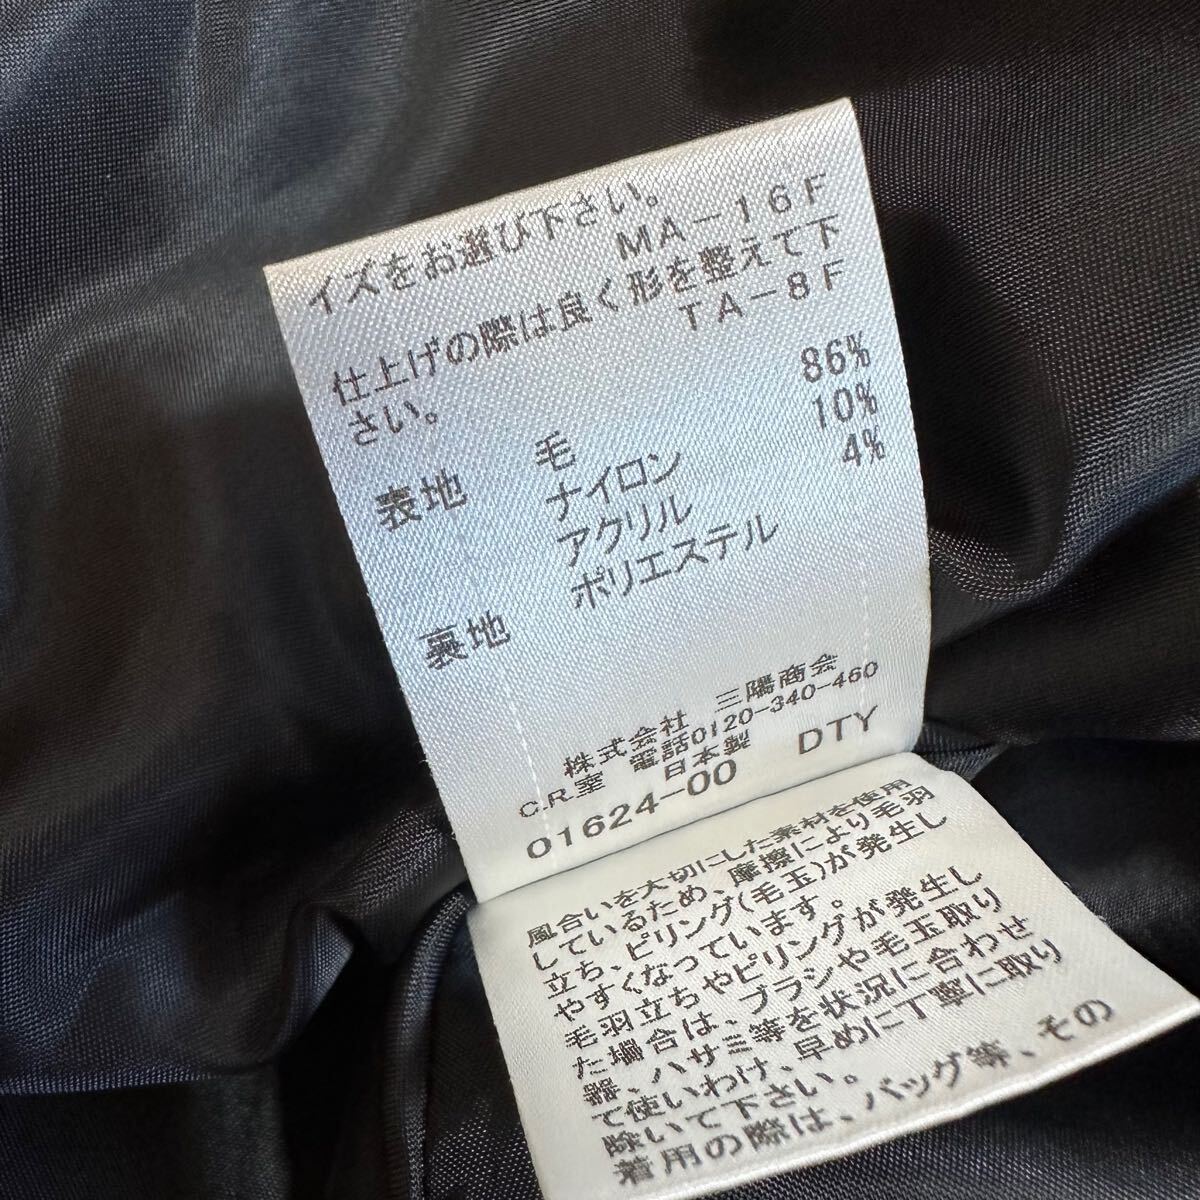 イズをお選び下さい。
MA-16F
仕上げの際は良く形を整えて下
さい。
TA-8F
表地 毛 86%
ナイロン 10%
アクリル 4%
裏地 ポリエステル
株式会社 三陽商会
C.R.室 電話0120-340-460
日本製
01624-00 DTY
風合いを大切にした素材を使用
しているため、摩擦により毛羽
立ち、ピリング(毛玉)が発生し
やすくなっています。
毛羽立ちやピリングが発生し
た場合は、ブラシや毛玉取り
器、ハサミ等を状況に合わせ
て使いわけ、早めに丁寧に取り
除いて下さい。
着用の際は、バッグ等、その